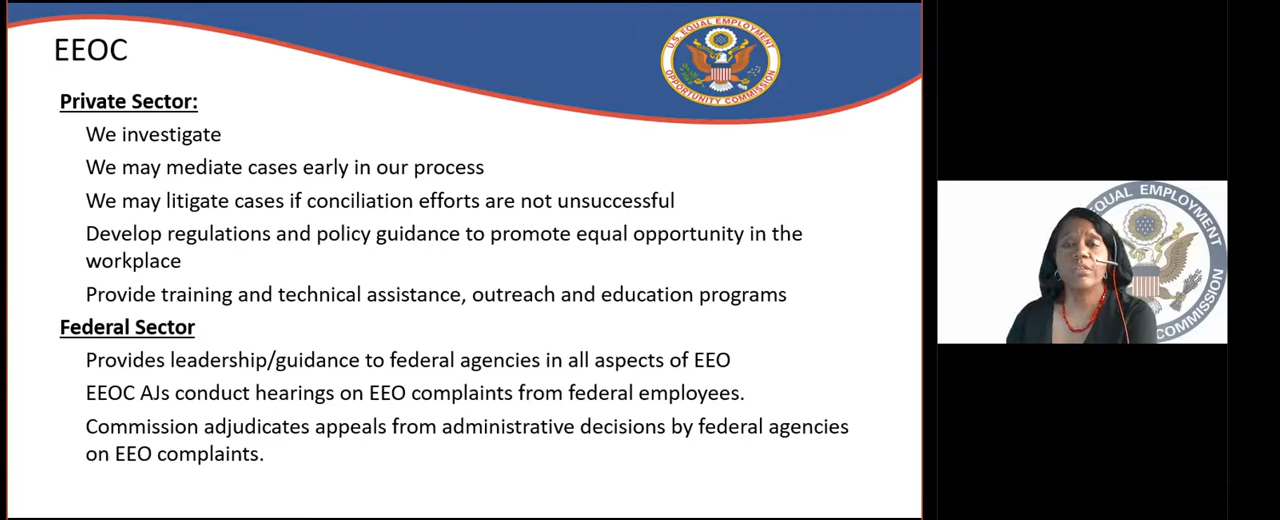 EEOC
U.S. EQUAL EMPLOYMENT
OPPORTUNITY COMMISSION
Private Sector:
We investigate
We may mediate cases early in our process
We may litigate cases if conciliation efforts are not unsuccessful
Develop regulations and policy guidance to promote equal opportunity in the
workplace
Provide training and technical assistance, outreach and education programs
Federal Sector
Provides leadership/guidance to federal agencies in all aspects of EEO
EEOC AJs conduct hearings on EEO complaints from federal employees.
Commission adjudicates appeals from administrative decisions by federal agencies
on EEO complaints.
EQUAL EMPLOYMENT
COMMISSION